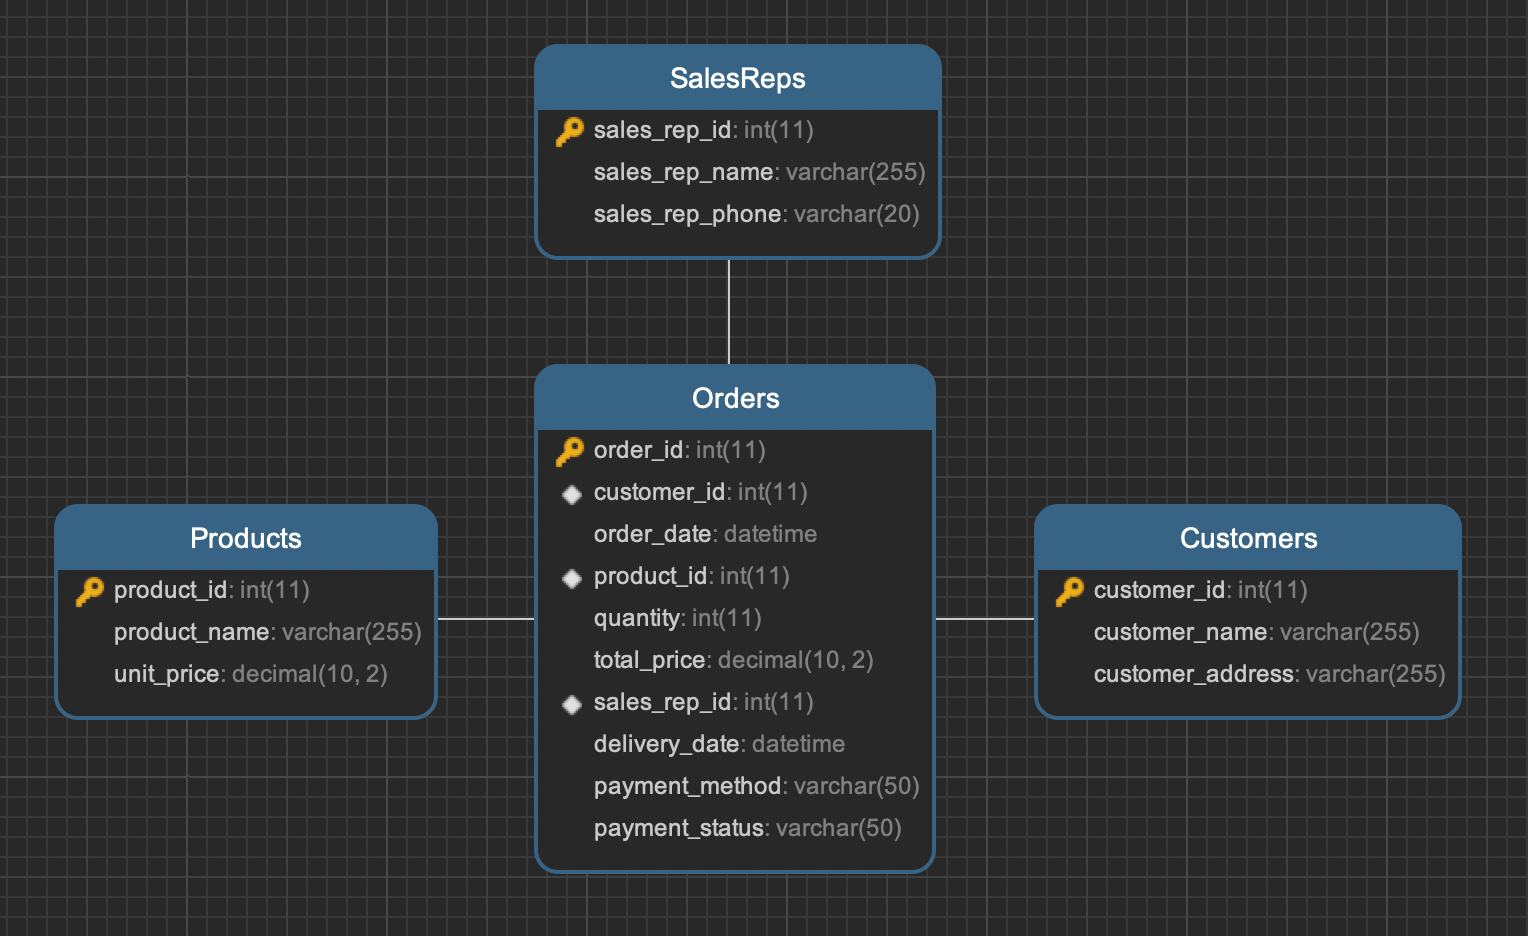 SalesReps
sales_rep_id: int(11)
sales_rep_name: varchar(255)
sales_rep_phone: varchar(20)
Orders
order_id: int(11)
customer_id: int(11)
order_date: datetime
product_id: int(11)
quantity: int(11)
total_price: decimal(10, 2)
sales_rep_id: int(11)
delivery_date: datetime
payment_method: varchar(50)
payment_status: varchar(50)
Products
product_id: int(11)
product_name: varchar(255)
unit_price: decimal(10, 2)
Customers
customer_id: int(11)
customer_name: varchar(255)
customer_address: varchar(255)